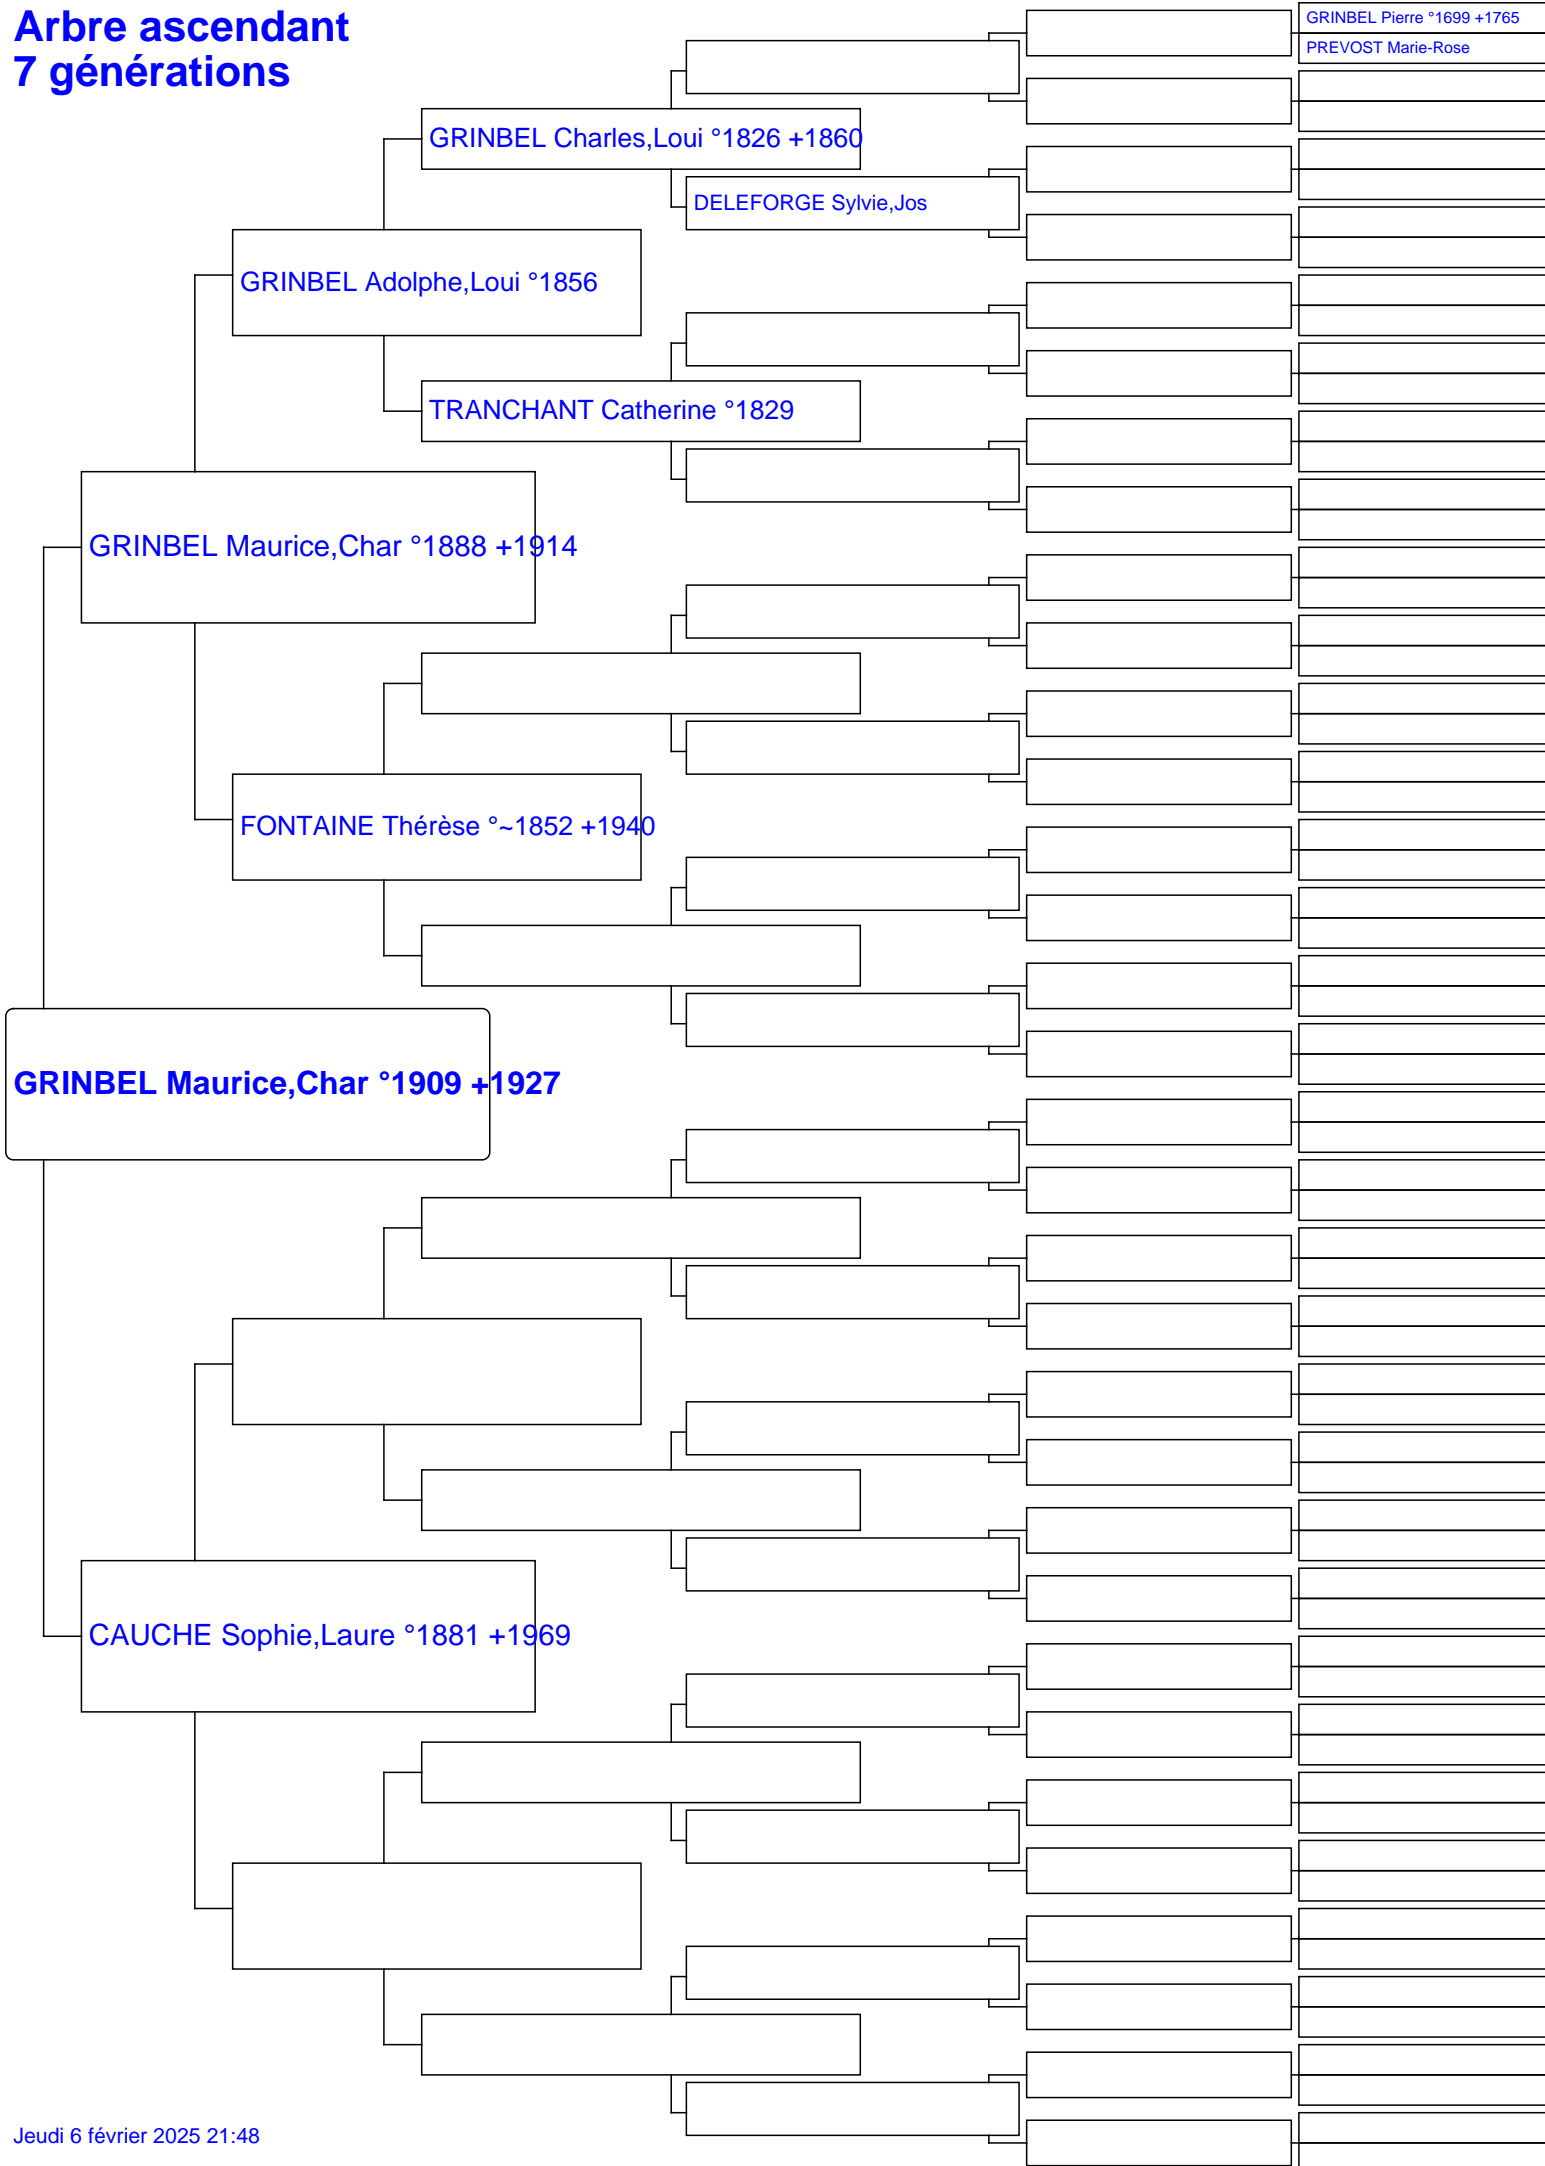 Arbre ascendant
7 générations
GRINBEL Pierre °1699 +1765
PREVOST Marie-Rose
GRINBEL Charles,Loui °1826 +1860
DELEFORGE Sylvie,Jos
GRINBEL Adolphe,Loui °1856
TRANCHANT Catherine °1829
GRINBEL Maurice,Char °1888 +1914
FONTAINE Thérèse °~1852 +1940
GRINBEL Maurice,Char °1909 +1927
CAUCHE Sophie,Laure °1881 +1969
Jeudi 6 février 2025 21:48